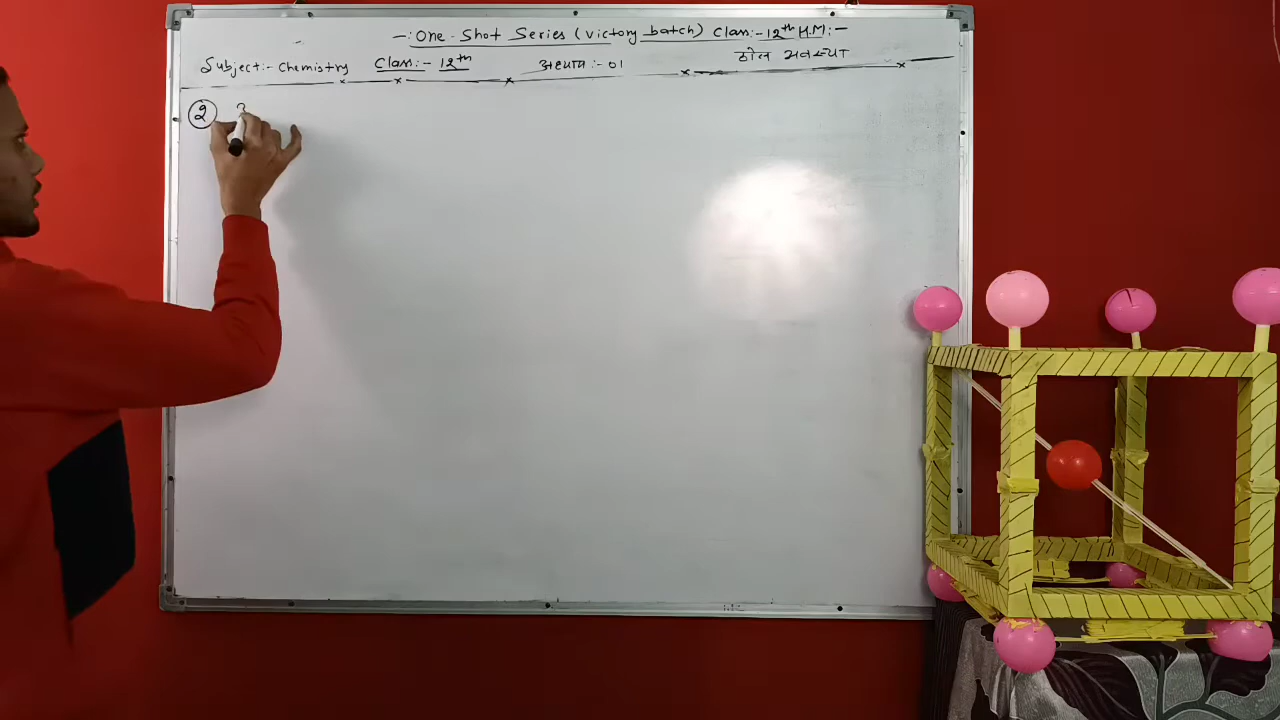 -: One-Shot Series (victory batch) Class:- 12th H.M:-
Subject:- Chemistry Class:- 12th अध्याय :- 01 ठोस अवस्था
2